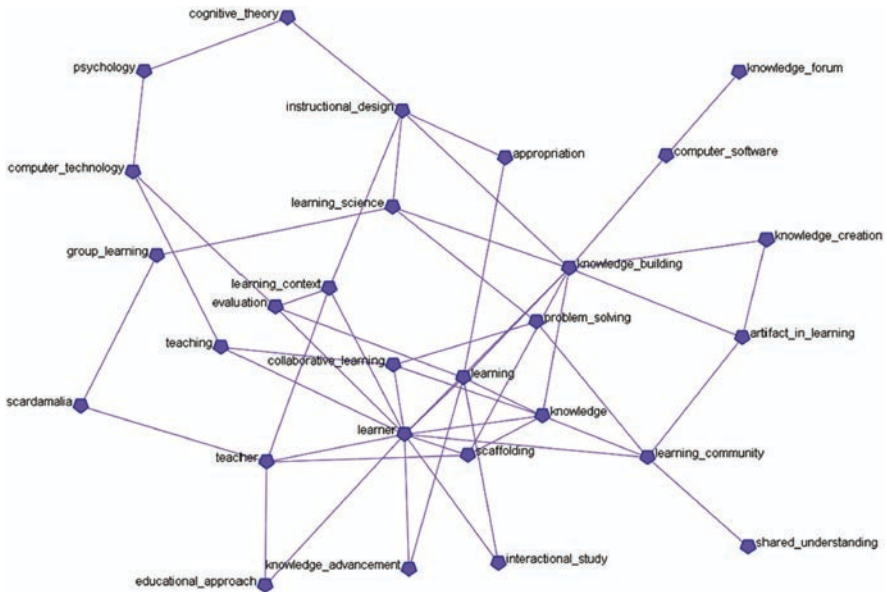 cognitive_theory
psychology
knowledge_forum
instructional_design
appropriation
computer_software
computer_technology
learning_science
knowledge_creation
group_learning
knowledge_building
learning_context
evaluation
problem_solving
artifact_in_learning
teaching
collaborative_learning
learning
scardamalia
knowledge
learner
scaffolding
learning_community
teacher
shared_understanding
interactional_study
knowledge_advancement
educational_approach